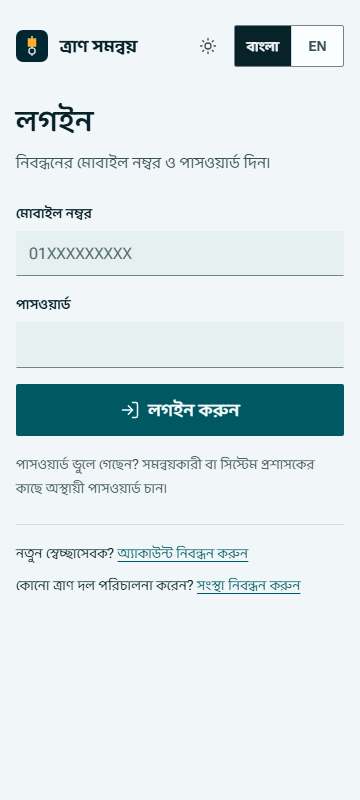 ত্রাণ সমন্বয়
বাংলা
EN
লগইন
নিবন্ধনের মোবাইল নম্বর ও পাসওয়ার্ড দিন।
মোবাইল নম্বর
01XXXXXXXXX
পাসওয়ার্ড
লগইন করুন
পাসওয়ার্ড ভুলে গেছেন? সমন্বয়কারী বা সিস্টেম প্রশাসকের
কাছে অস্থায়ী পাসওয়ার্ড চান।
নতুন স্বেচ্ছাসেবক? অ্যাকাউন্ট নিবন্ধন করুন
কোনো ত্রাণ দল পরিচালনা করেন? সংস্থা নিবন্ধন করুন